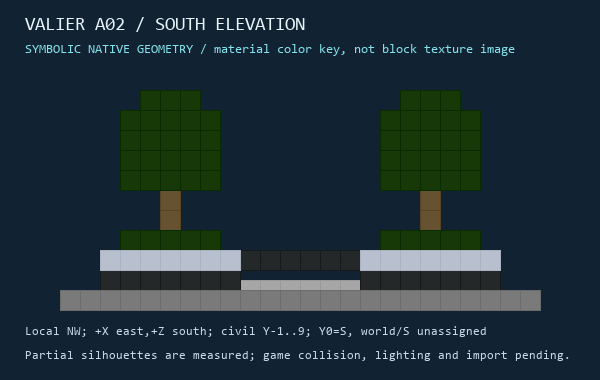 VALIER A02 / SOUTH ELEVATION
SYMBOLIC NATIVE GEOMETRY / material color key, not block texture image
Local NW; +X east,+Z south; civil Y-1..9; Y0=S, world/S unassigned
Partial silhouettes are measured; game collision, lighting and import pending.